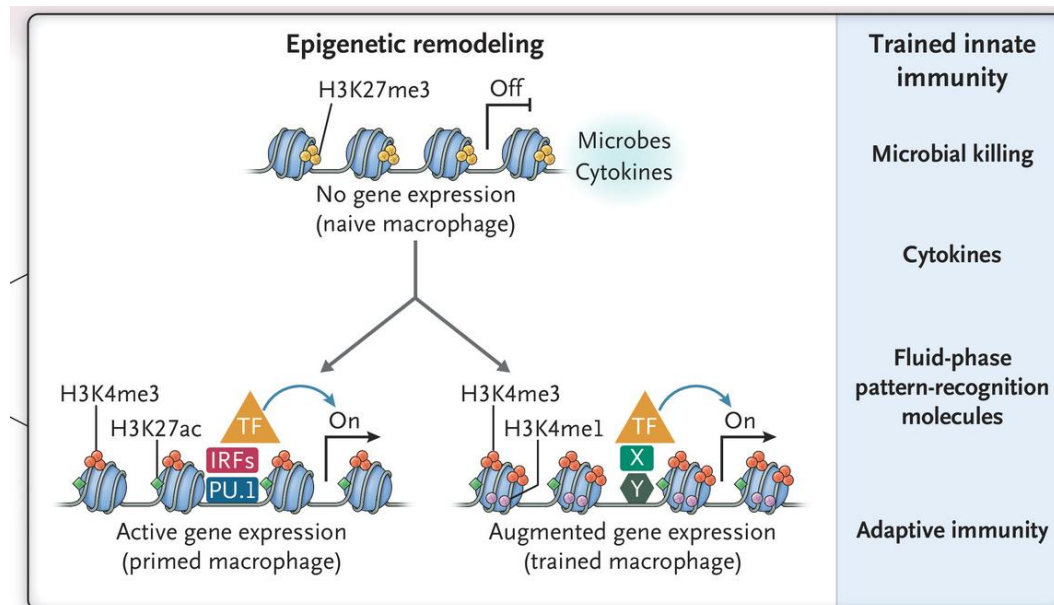 Epigenetic remodeling
H3K27me3
Off
Microbes
Cytokines
No gene expression
(naive macrophage)
H3K4me3
H3K27ac
TF
On
IRFs
PU.1
Active gene expression
(primed macrophage)
H3K4me3
H3K4me1
TF
On
X
Y
Augmented gene expression
(trained macrophage)
Trained innate
immunity
Microbial killing
Cytokines
Fluid-phase
pattern-recognition
molecules
Adaptive immunity